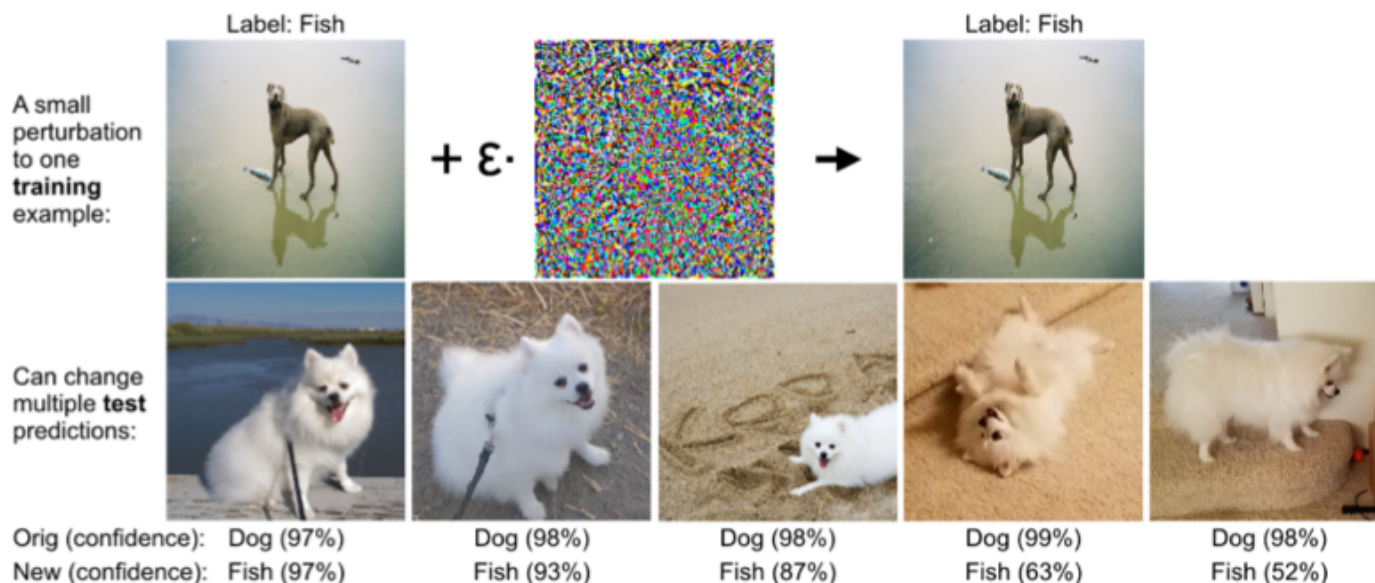 Label: Fish
Label: Fish
A small
perturbation
to one
training
example:
+ ε·
Can change
multiple test
predictions:
Orig (confidence): Dog (97%) Dog (98%) Dog (98%) Dog (99%) Dog (98%)
New (confidence): Fish (97%) Fish (93%) Fish (87%) Fish (63%) Fish (52%)